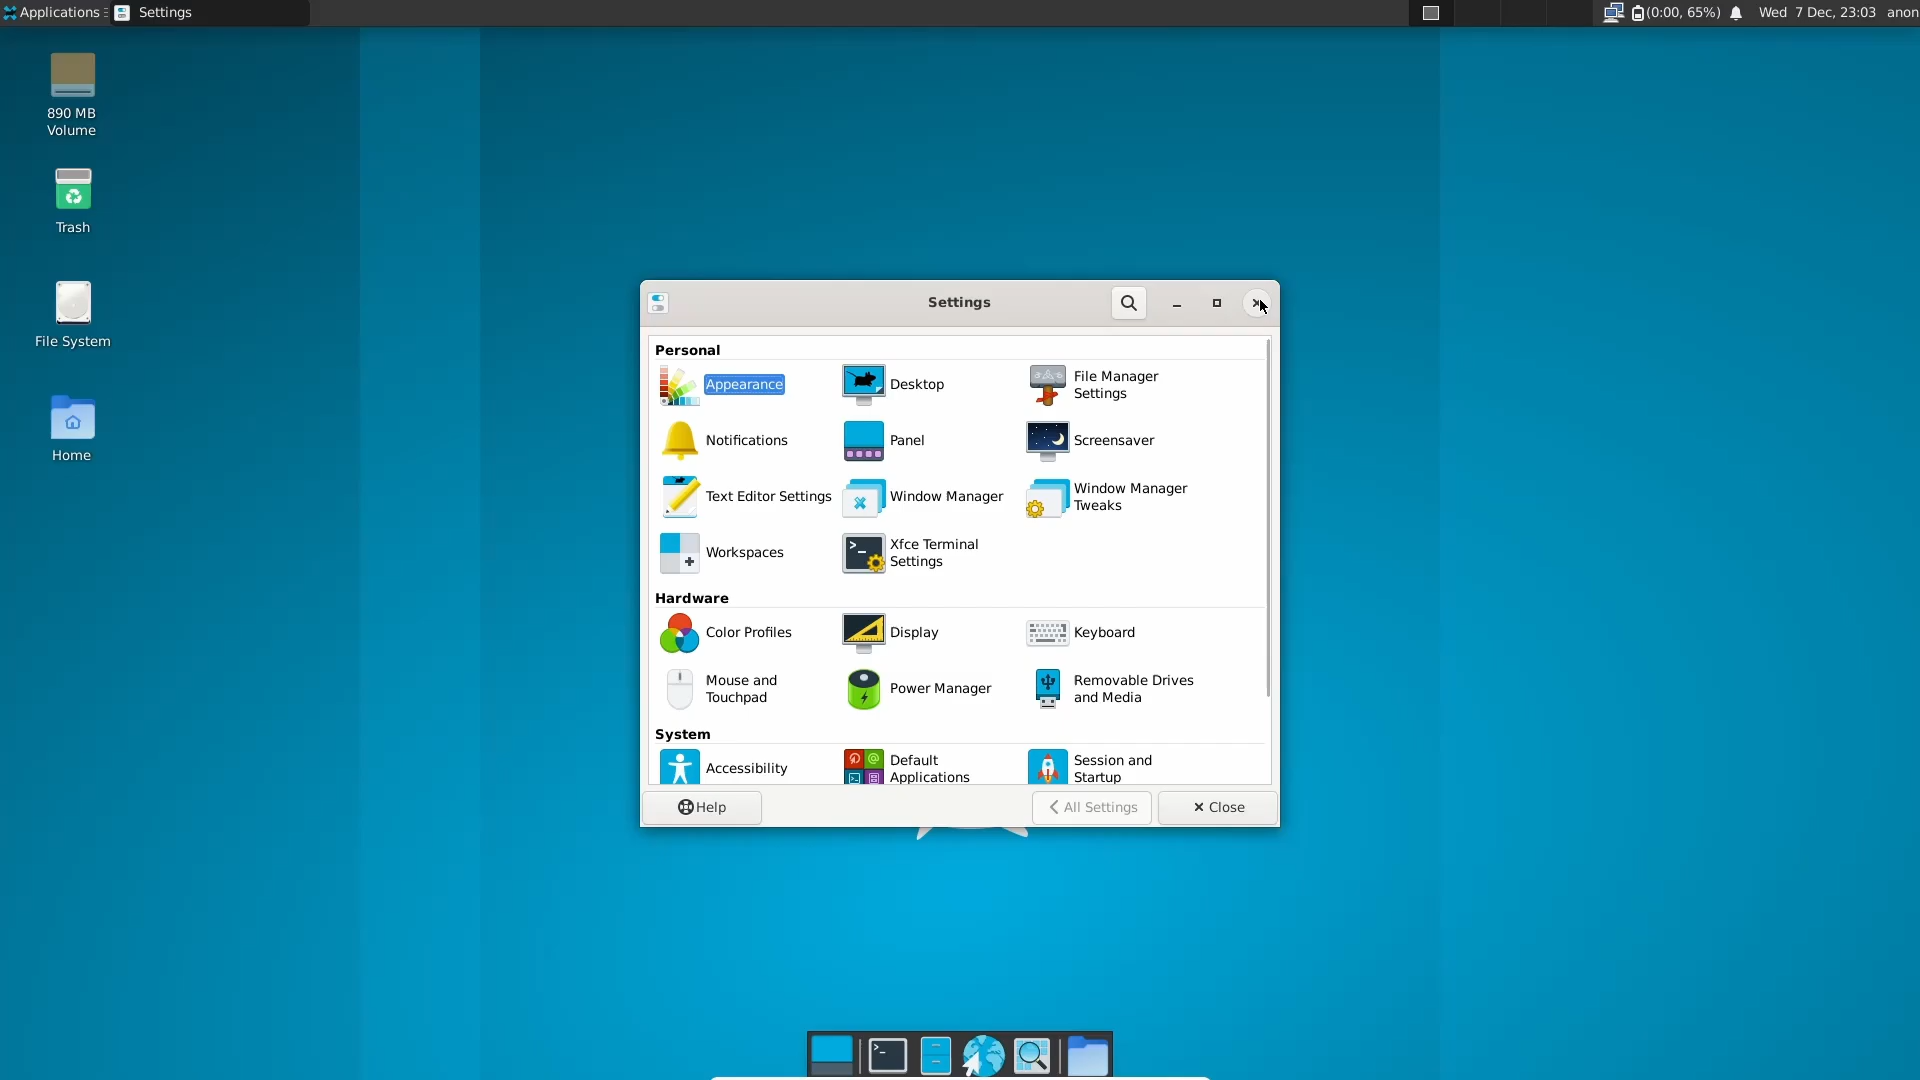 Applications
Settings
(0:00, 65%)
Wed 7 Dec, 23:03
anon
890 MB
Volume
Trash
File System
Home
Settings
Personal
Appearance
Desktop
File Manager
Settings
Notifications
Panel
Screensaver
Text Editor Settings
Window Manager
Window Manager
Tweaks
Workspaces
Xfce Terminal
Settings
Hardware
Color Profiles
Display
Keyboard
Mouse and
Touchpad
Power Manager
Removable Drives
and Media
System
Accessibility
Default
Applications
Session and
Startup
Help
All Settings
Close